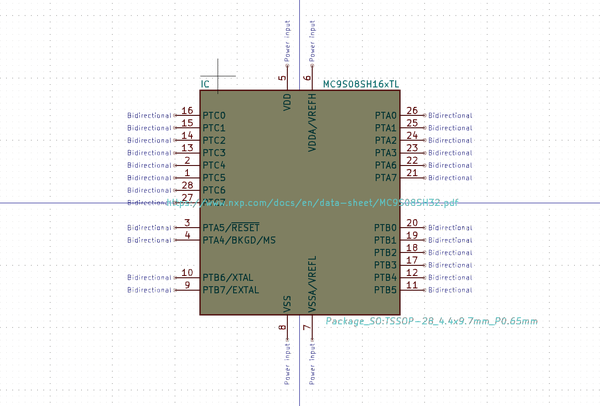 Power input
Power input
5
6
IC
MC9S08SH16xTL
VDD
VDDA/VREFH
Bidirectional 16 PTC0 PTA0 26 Bidirectional
Bidirectional 15 PTC1 PTA1 25 Bidirectional
Bidirectional 14 PTC2 PTA2 24 Bidirectional
Bidirectional 13 PTC3 PTA3 23 Bidirectional
Bidirectional 2 PTC4 PTA6 22 Bidirectional
Bidirectional 1 PTC5 PTA7 21 Bidirectional
Bidirectional 28 PTC6
Bidirectional 27 PTC7
https://www.nxp.com/docs/en/data-sheet/MC9S08SH32.pdf
Bidirectional 3 PTA5/RESET PTB0 20 Bidirectional
Bidirectional 4 PTA4/BKGD/MS PTB1 19 Bidirectional
PTB2 18 Bidirectional
PTB3 17 Bidirectional
Bidirectional 10 PTB6/XTAL PTB4 12 Bidirectional
Bidirectional 9 PTB7/EXTAL PTB5 11 Bidirectional
VSS
VSSA/VREFL
Package_SO:TSSOP-28_4.4x9.7mm_P0.65mm
8
7
Power input
Power input